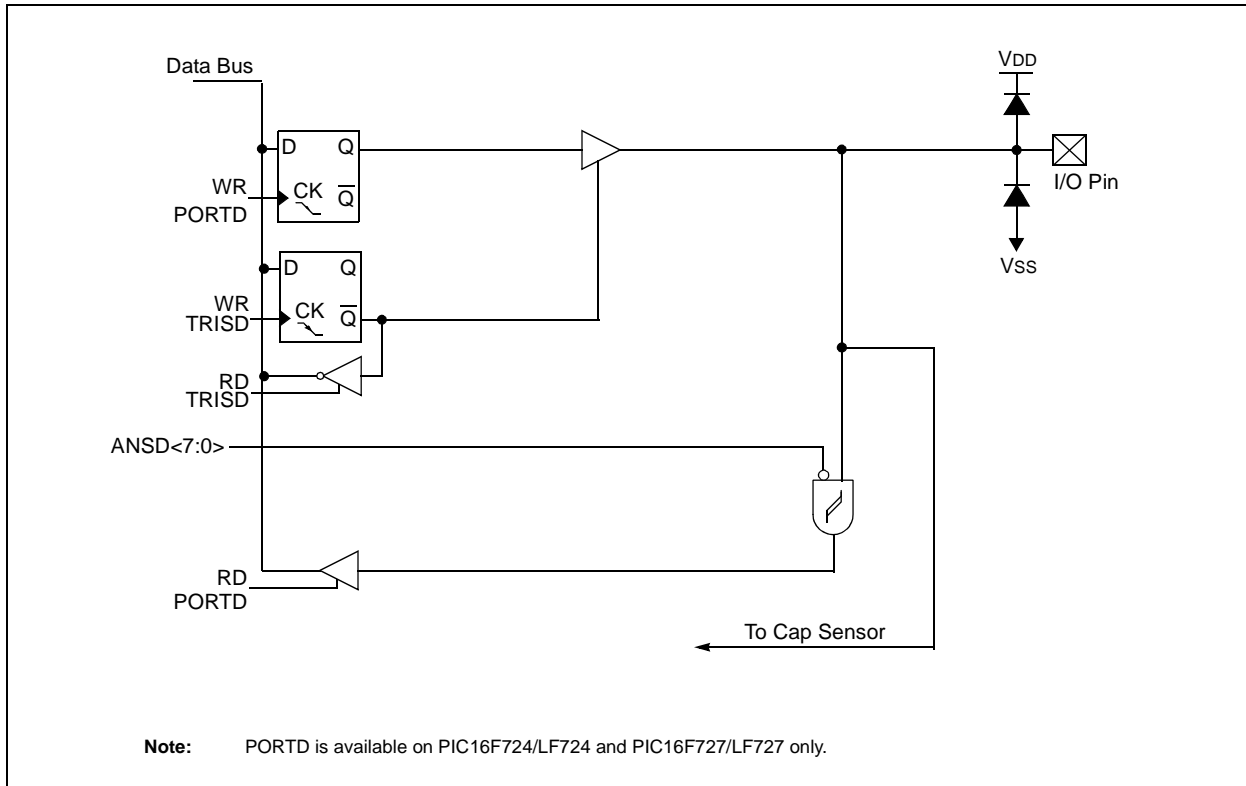 Data Bus
VDD
D Q
WR
PORTD
CK Q̅
I/O Pin
VSS
D Q
WR
TRISD
CK Q̅
RD
TRISD
ANSD<7:0>
RD
PORTD
To Cap Sensor
Note: PORTD is available on PIC16F724/LF724 and PIC16F727/LF727 only.